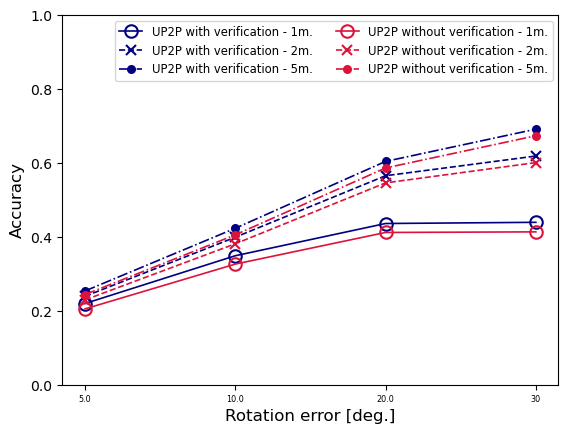 1.0
UP2P with verification - 1m.
UP2P without verification - 1m.
UP2P with verification - 2m.
UP2P without verification - 2m.
UP2P with verification - 5m.
UP2P without verification - 5m.
0.8
0.6
Accuracy
0.4
0.2
0.0
5.0 10.0 20.0 30
Rotation error [deg.]